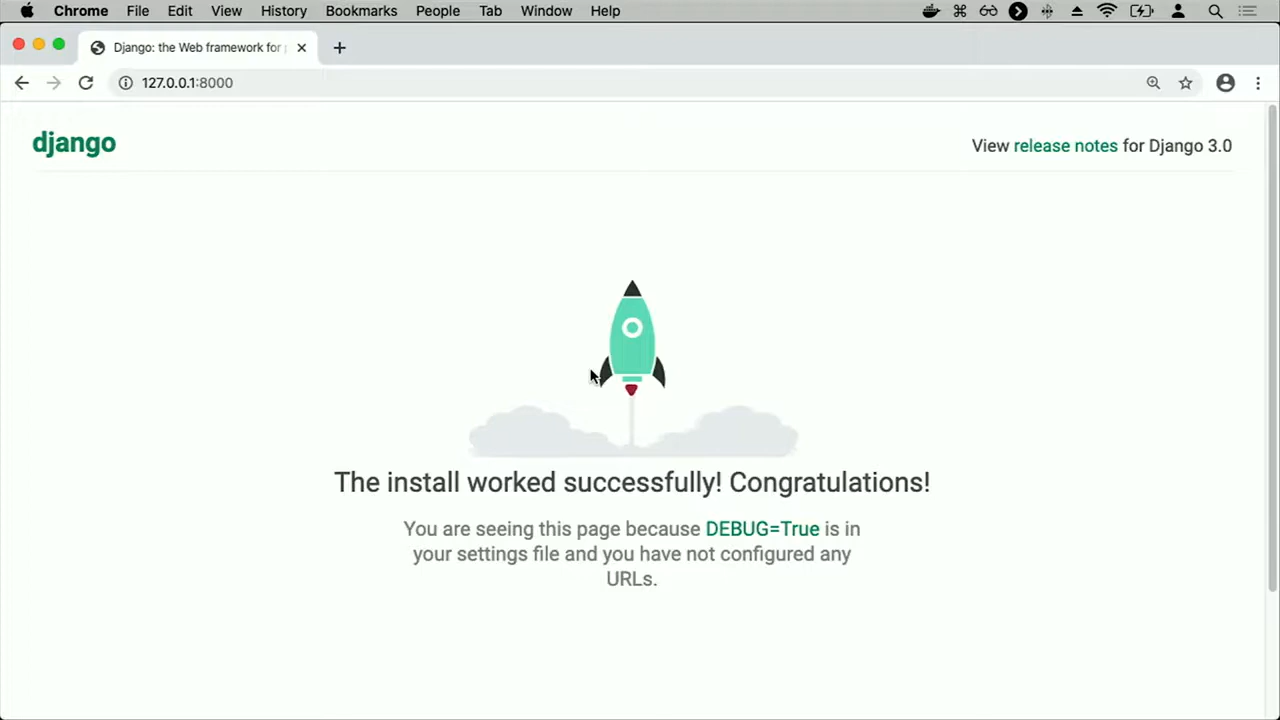 Chrome File Edit View History Bookmarks People Tab Window Help
Django: the Web framework for
127.0.0.1:8000
django
View release notes for Django 3.0
The install worked successfully! Congratulations!
You are seeing this page because DEBUG=True is in
your settings file and you have not configured any
URLs.